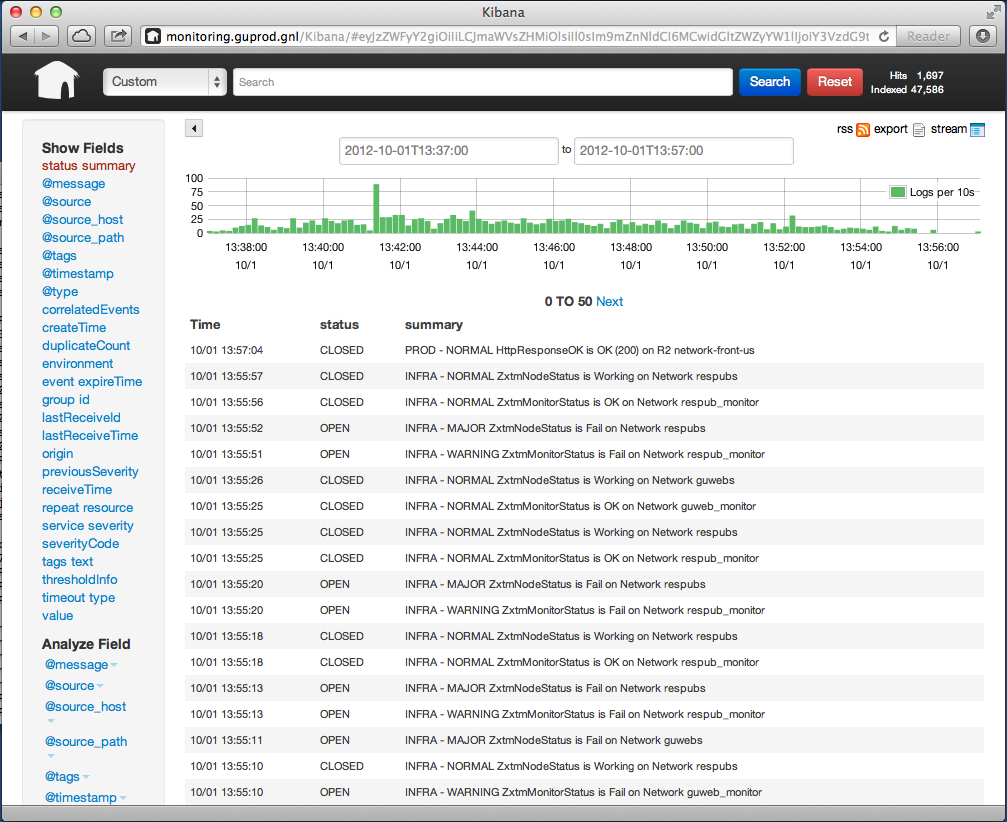 Kibana
monitoring.guprod.gnl/Kibana/#eyJzZWFyY2giOiIiLCJmaWVsZHMiOlsiIl0sIm9mZnNldCI6MCwidGltZWZyYW1lIjoiY3VzdG9t
Reader
Custom
Search
Search
Reset
Hits 1,697
Indexed 47,586
rss export stream
2012-10-01T13:37:00 to 2012-10-01T13:57:00
100
75
50
25
0
Logs per 10s
13:38:00 13:40:00 13:42:00 13:44:00 13:46:00 13:48:00 13:50:00 13:52:00 13:54:00 13:56:00
10/1 10/1 10/1 10/1 10/1 10/1 10/1 10/1 10/1 10/1
Show Fields
status summary
@message
@source
@source_host
@source_path
@tags
@timestamp
@type
correlatedEvents
createTime
duplicateCount
environment
event expireTime
group id
lastReceiveId
lastReceiveTime
origin
previousSeverity
receiveTime
repeat resource
service severity
severityCode
tags text
thresholdInfo
timeout type
value
Analyze Field
@message
@source
@source_host
@source_path
@tags
@timestamp
0 TO 50 Next
Time status summary
10/01 13:57:04 CLOSED PROD - NORMAL HttpResponseOK is OK (200) on R2 network-front-us
10/01 13:55:57 CLOSED INFRA - NORMAL ZxtmNodeStatus is Working on Network respubs
10/01 13:55:56 CLOSED INFRA - NORMAL ZxtmMonitorStatus is OK on Network respub_monitor
10/01 13:55:52 OPEN INFRA - MAJOR ZxtmNodeStatus is Fail on Network respubs
10/01 13:55:51 OPEN INFRA - WARNING ZxtmMonitorStatus is Fail on Network respub_monitor
10/01 13:55:26 CLOSED INFRA - NORMAL ZxtmNodeStatus is Working on Network guwebs
10/01 13:55:25 CLOSED INFRA - NORMAL ZxtmMonitorStatus is OK on Network guweb_monitor
10/01 13:55:25 CLOSED INFRA - NORMAL ZxtmNodeStatus is Working on Network respubs
10/01 13:55:25 CLOSED INFRA - NORMAL ZxtmMonitorStatus is OK on Network respub_monitor
10/01 13:55:20 OPEN INFRA - MAJOR ZxtmNodeStatus is Fail on Network respubs
10/01 13:55:20 OPEN INFRA - WARNING ZxtmMonitorStatus is Fail on Network respub_monitor
10/01 13:55:18 CLOSED INFRA - NORMAL ZxtmNodeStatus is Working on Network respubs
10/01 13:55:18 CLOSED INFRA - NORMAL ZxtmMonitorStatus is OK on Network respub_monitor
10/01 13:55:13 OPEN INFRA - MAJOR ZxtmNodeStatus is Fail on Network respubs
10/01 13:55:13 OPEN INFRA - WARNING ZxtmMonitorStatus is Fail on Network respub_monitor
10/01 13:55:11 OPEN INFRA - MAJOR ZxtmNodeStatus is Fail on Network guwebs
10/01 13:55:10 CLOSED INFRA - NORMAL ZxtmNodeStatus is Working on Network respubs
10/01 13:55:10 OPEN INFRA - WARNING ZxtmMonitorStatus is Fail on Network guweb_monitor